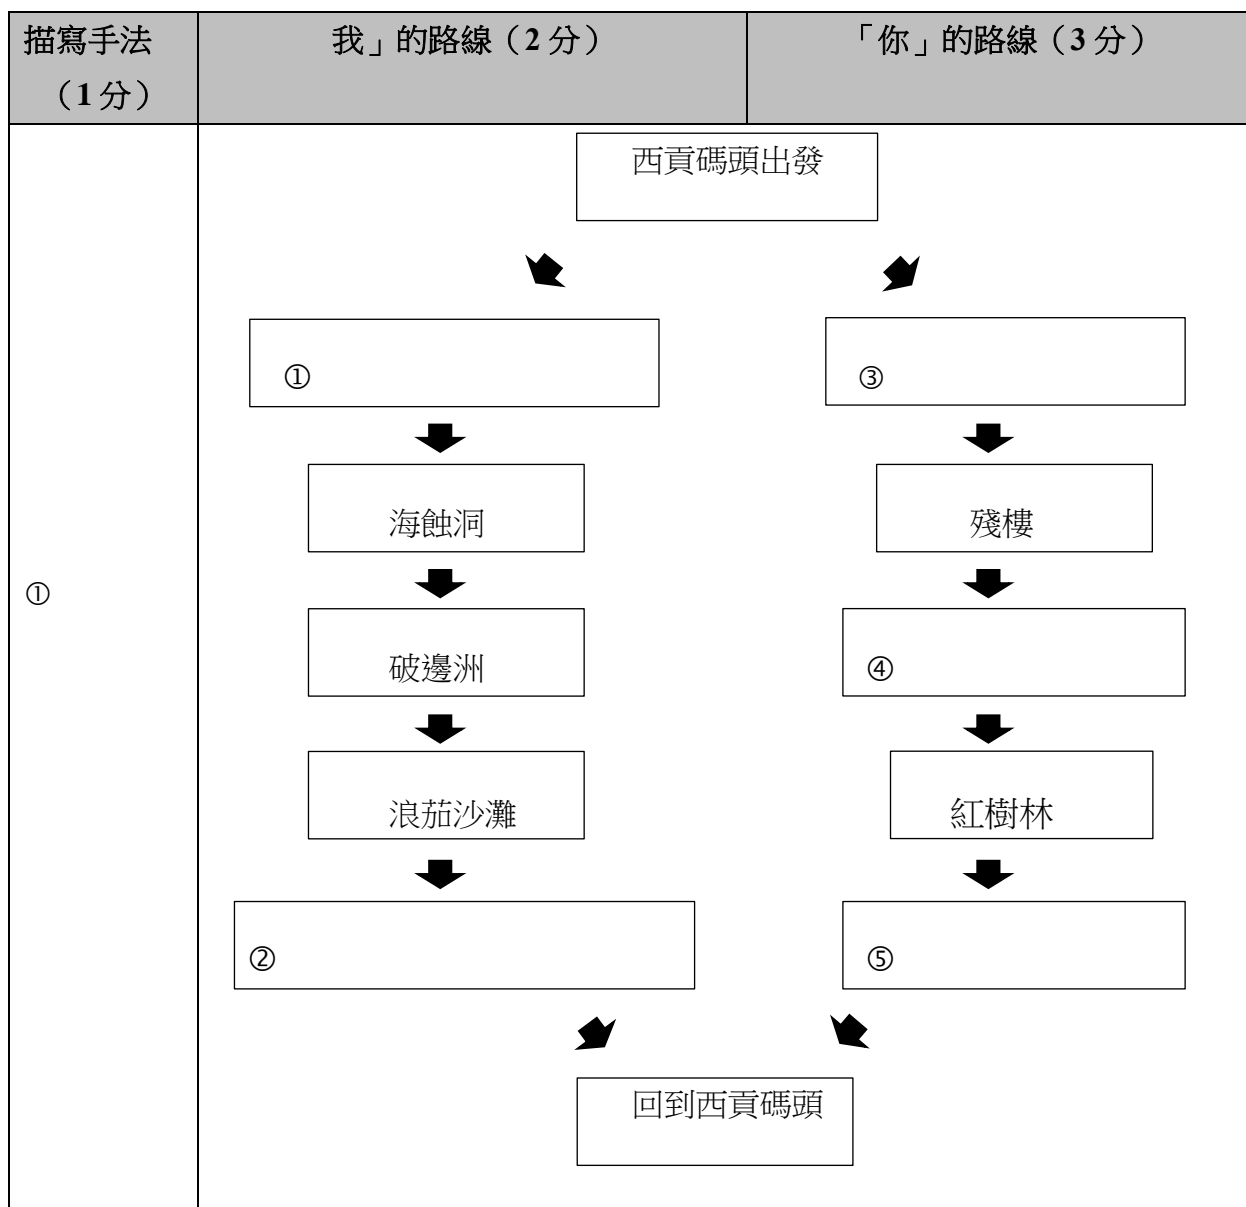 描寫手法
（1分）
我」的路線（2分）
「你」的路線（3分）
西貢碼頭出發
①
③
海蝕洞
殘樓
①
破邊洲
④
浪茄沙灘
紅樹林
②
⑤
回到西貢碼頭